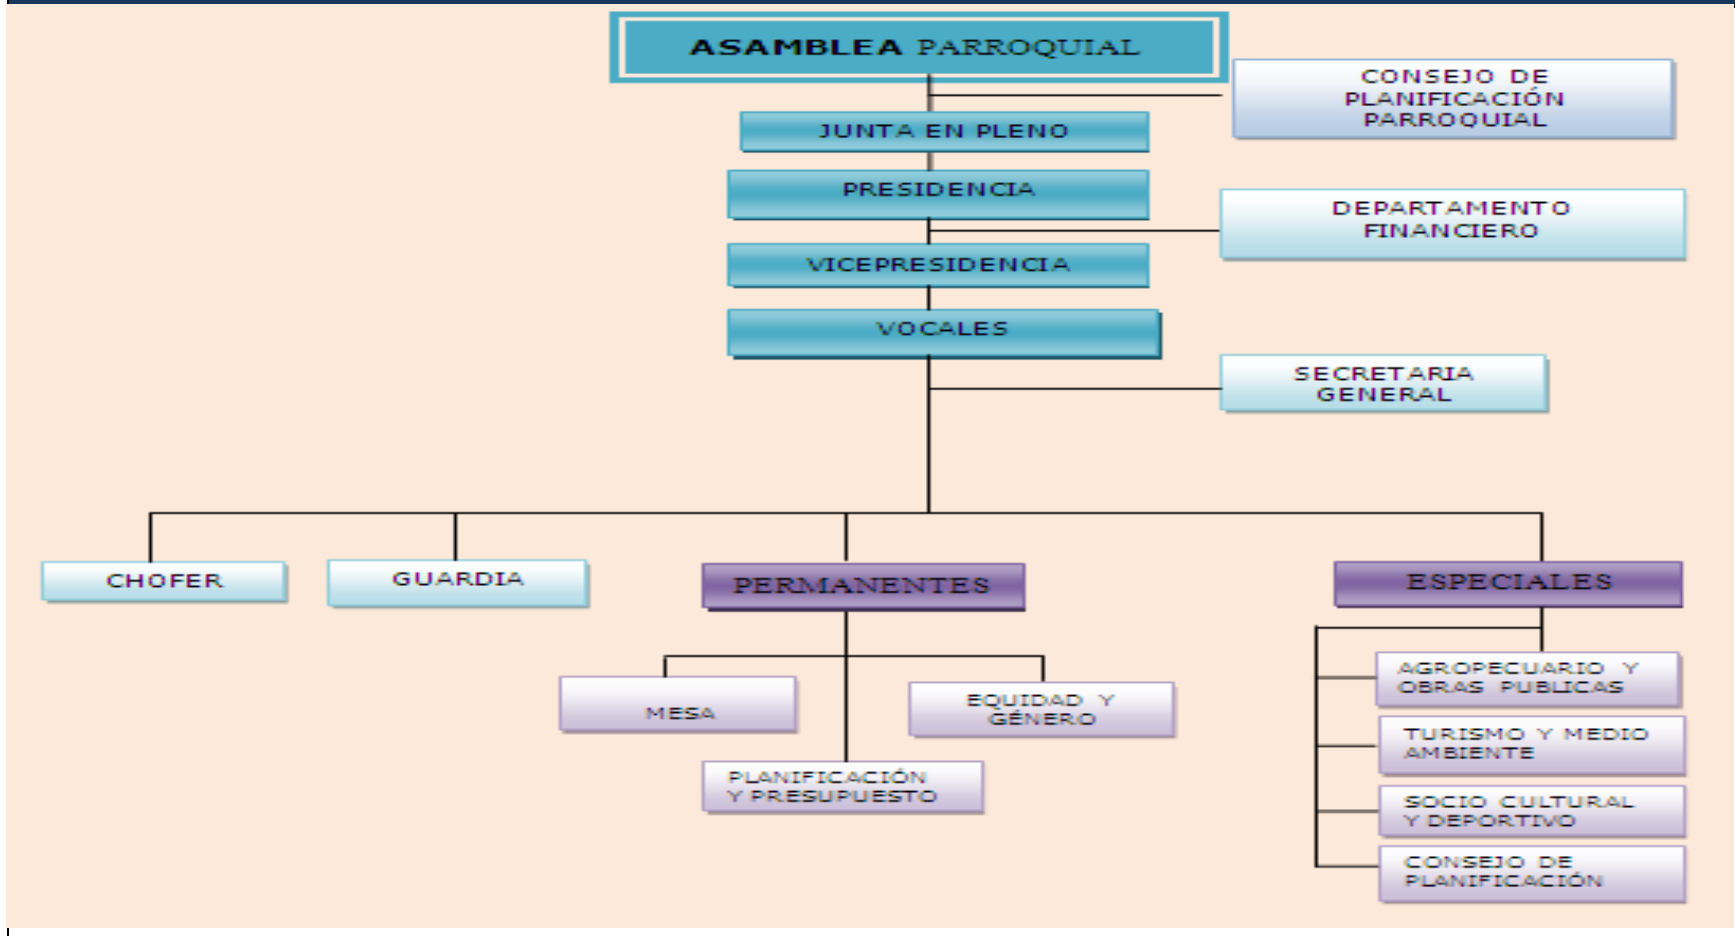 ASAMBLEA PARROQUIAL
CONSEJO DE
PLANIFICACIÓN
PARROQUIAL
JUNTA EN PLENO
PRESIDENCIA
DEPARTAMENTO
FINANCIERO
VICEPRESIDENCIA
VOCALES
SECRETARIA
GENERAL
CHOFER
GUARDIA
PERMANENTES
ESPECIALES
MESA
EQUIDAD Y
GÉNERO
PLANIFICACIÓN
Y PRESUPUESTO
AGROPECUARIO Y
OBRAS PUBLICAS
TURISMO Y MEDIO
AMBIENTE
SOCIO CULTURAL
Y DEPORTIVO
CONSEJO DE
PLANIFICACIÓN